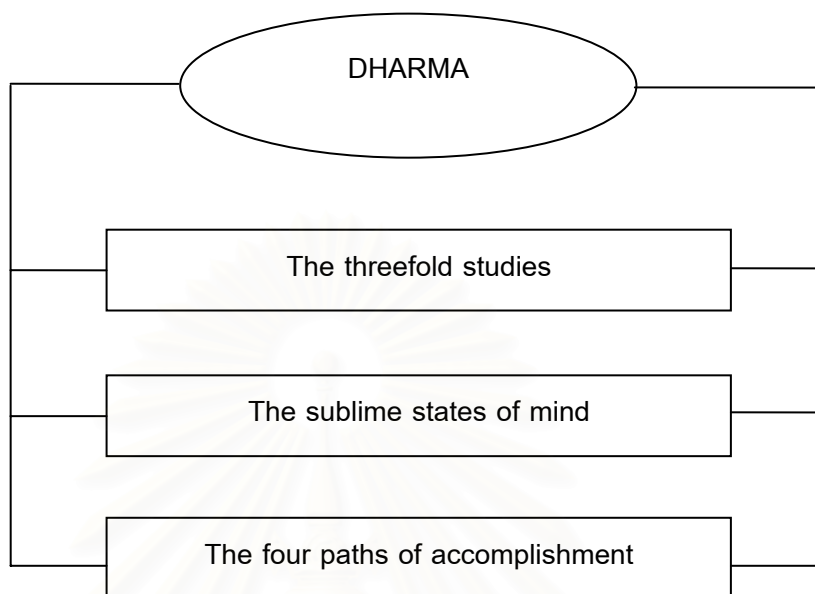 DHARMA
The threefold studies
The sublime states of mind
The four paths of accomplishment